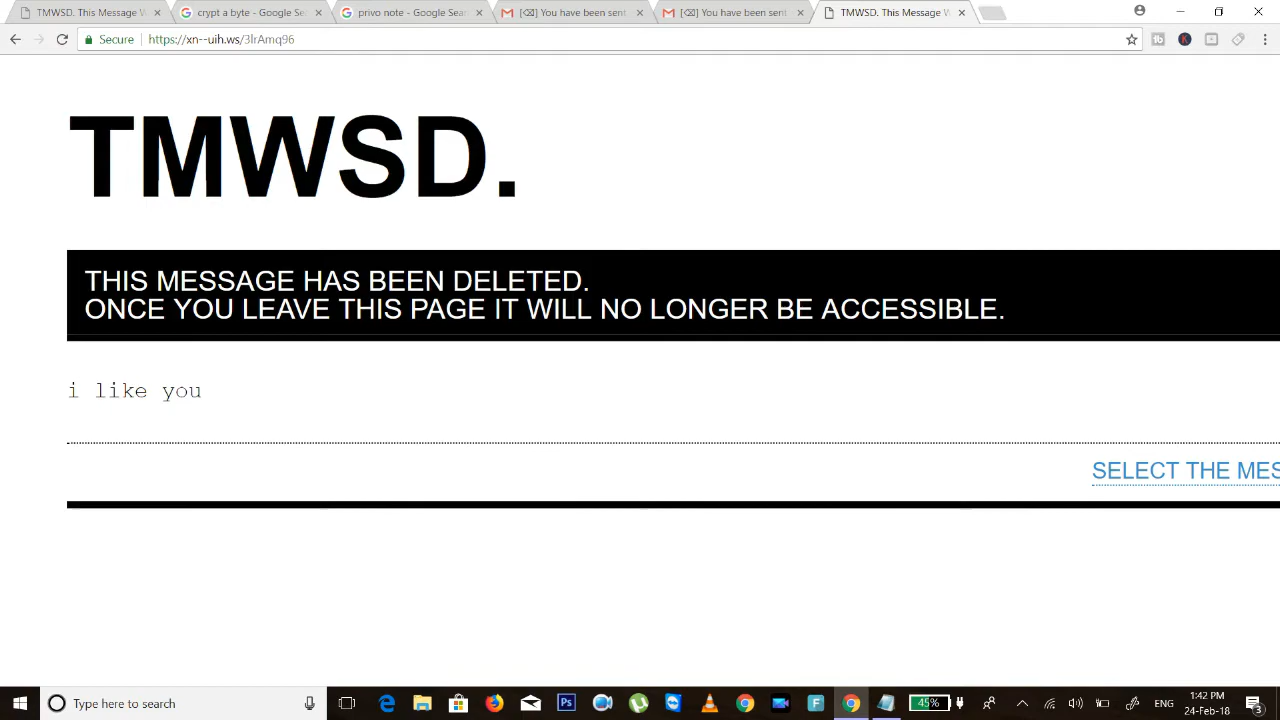 TMWSD. This Message W
crypt a byte - Google Se
privo note - Google Sea
[⌫] You have been sent
[⌫] You have been sent
TMWSD. This Message W
Secure
https://xn--uih.ws/3lrAmq96
TMWSD.
THIS MESSAGE HAS BEEN DELETED.
ONCE YOU LEAVE THIS PAGE IT WILL NO LONGER BE ACCESSIBLE.
i like you
SELECT THE MES
Type here to search
45%
ENG
1:42 PM
24-Feb-18
3